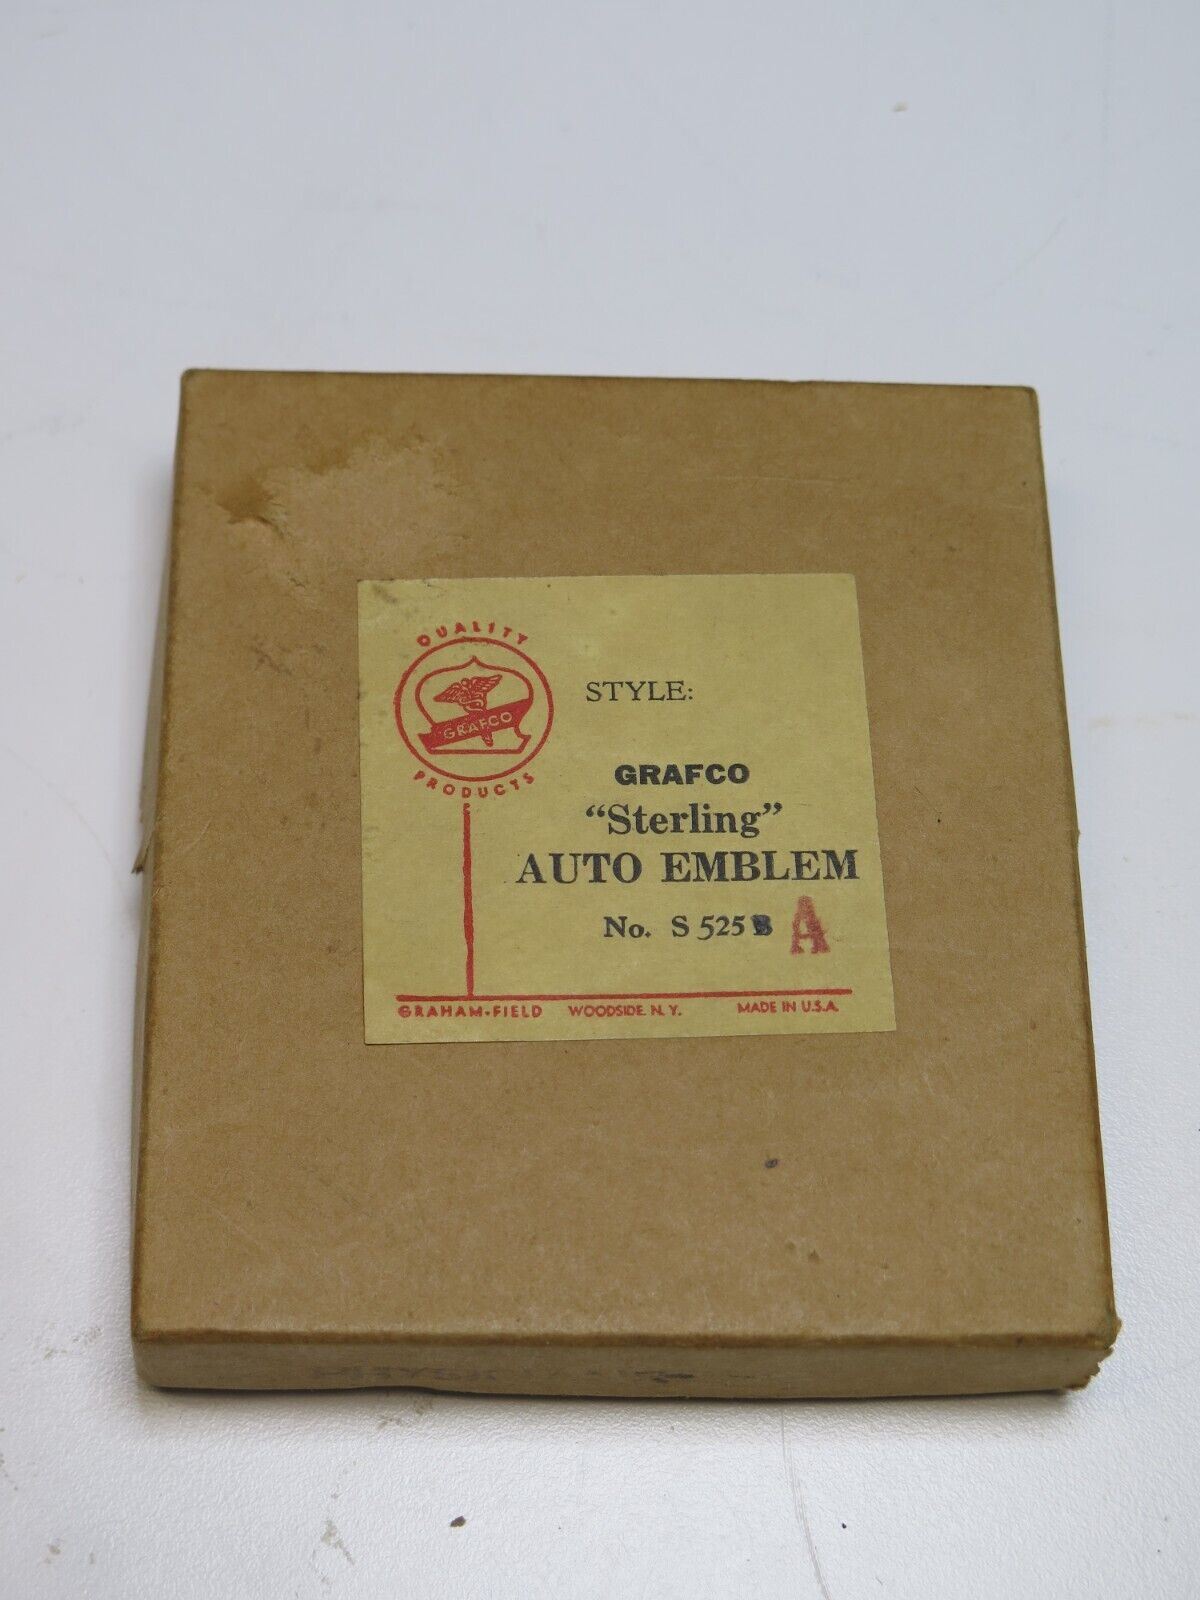 QUALITY
GRAFCO
PRODUCTS
STYLE:
GRAFCO
“Sterling”
AUTO EMBLEM
No. S 525 B A
GRAHAM-FIELD WOODSIDE N. Y. MADE IN U.S.A.